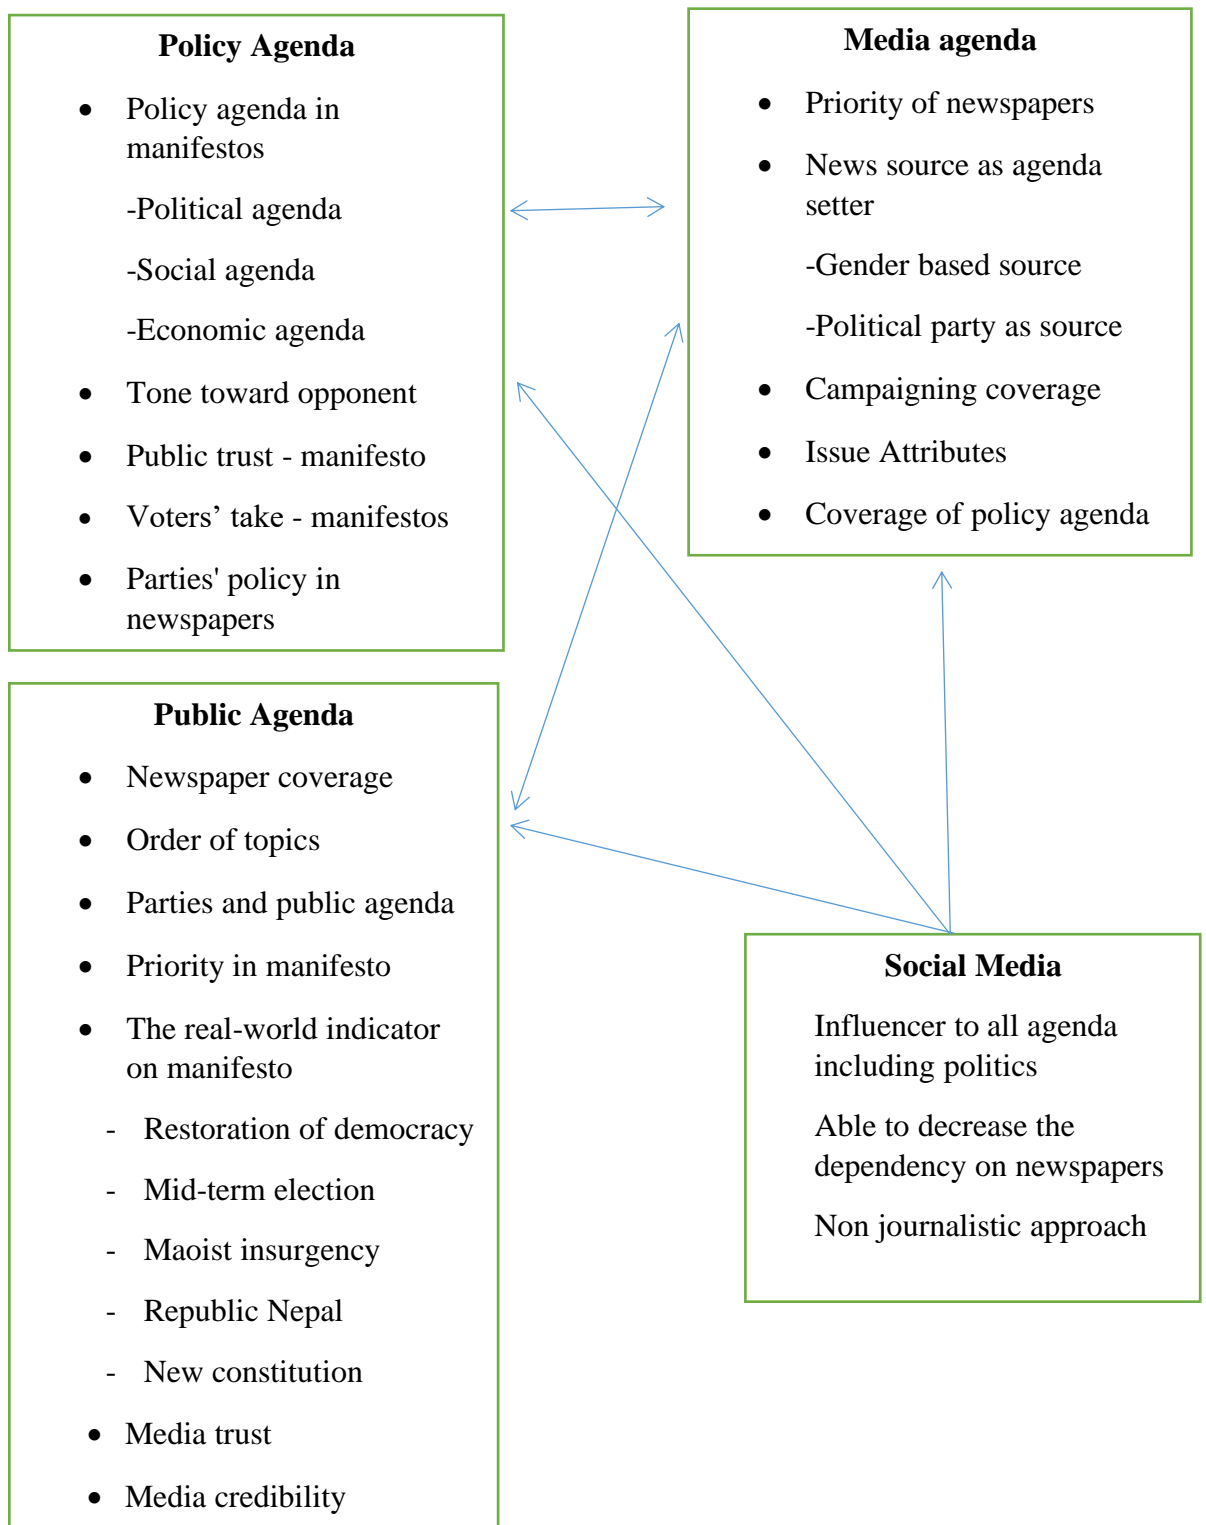 Policy Agenda
• Policy agenda in
manifestos
-Political agenda
-Social agenda
-Economic agenda
• Tone toward opponent
• Public trust - manifesto
• Voters’ take - manifestos
• Parties' policy in
newspapers
Media agenda
• Priority of newspapers
• News source as agenda
setter
-Gender based source
-Political party as source
• Campaigning coverage
• Issue Attributes
• Coverage of policy agenda
Public Agenda
• Newspaper coverage
• Order of topics
• Parties and public agenda
• Priority in manifesto
• The real-world indicator
on manifesto
- Restoration of democracy
- Mid-term election
- Maoist insurgency
- Republic Nepal
- New constitution
• Media trust
• Media credibility
Social Media
Influencer to all agenda
including politics
Able to decrease the
dependency on newspapers
Non journalistic approach